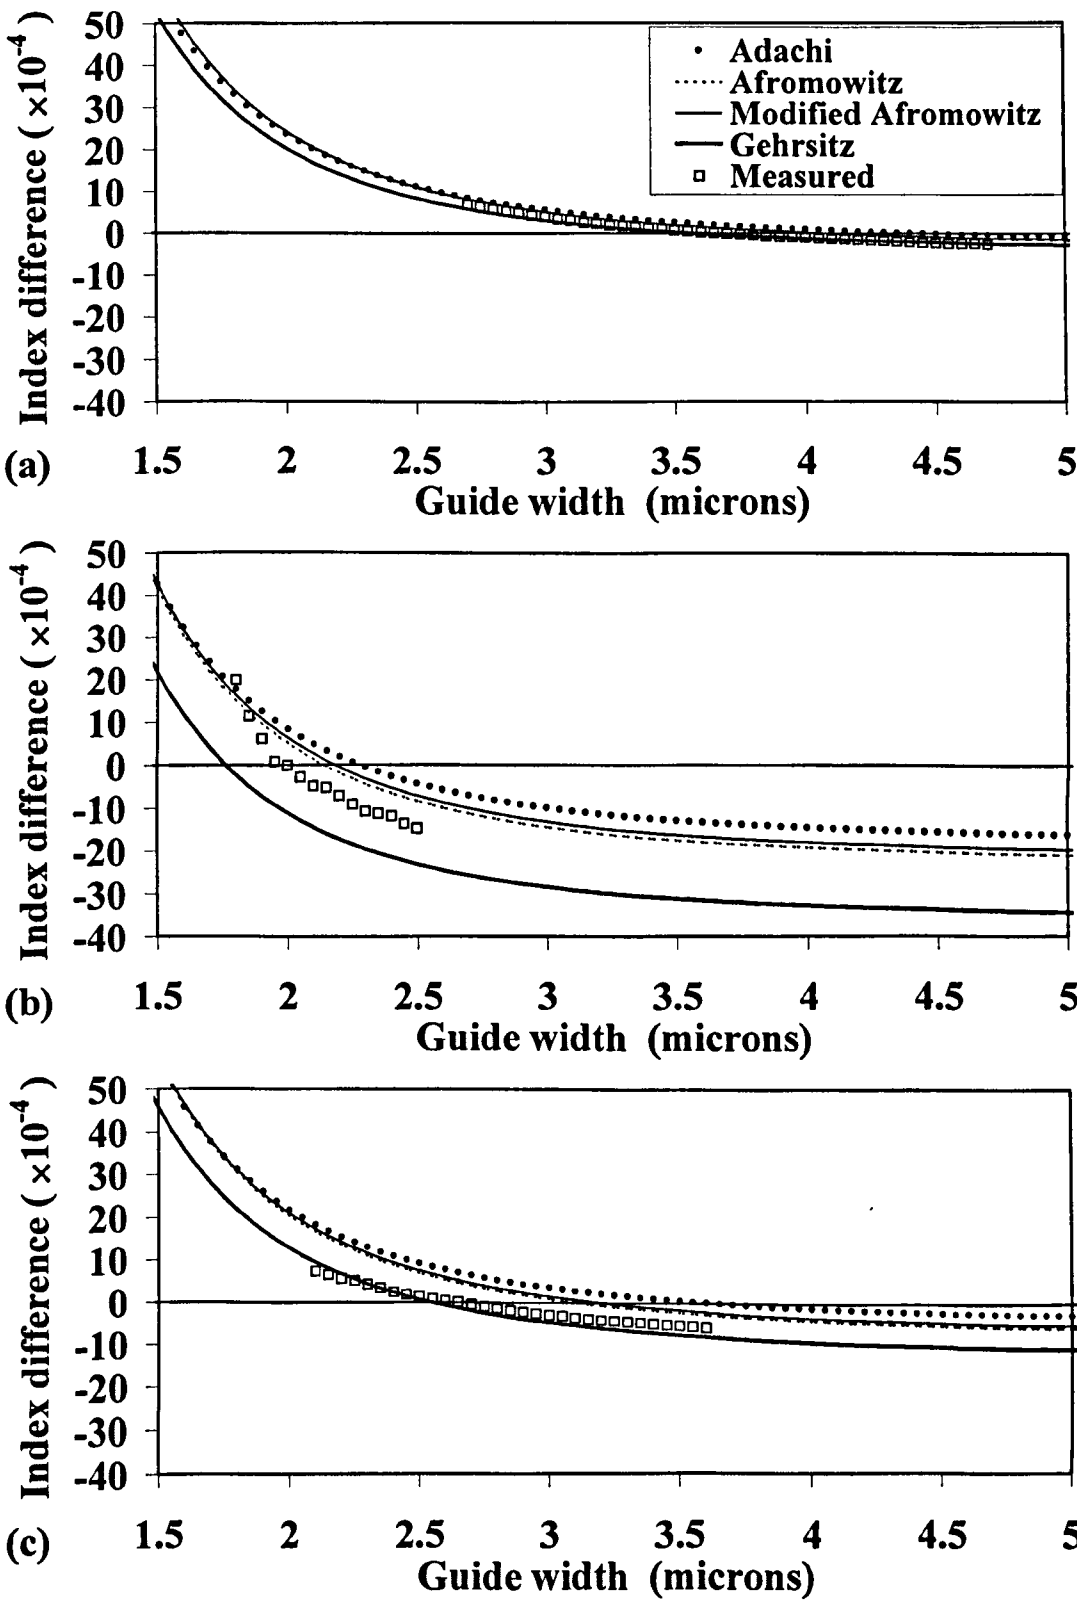 Index difference ( ×10⁻⁴ )
50
40
30
20
10
0
-10
-20
-30
-40
Adachi
Afromowitz
Modified Afromowitz
Gehrsitz
Measured
(a)
1.5 2 2.5 3 3.5 4 4.5 5
Guide width (microns)
Index difference ( ×10⁻⁴ )
50
40
30
20
10
0
-10
-20
-30
-40
(b)
1.5 2 2.5 3 3.5 4 4.5 5
Guide width (microns)
Index difference ( ×10⁻⁴ )
50
40
30
20
10
0
-10
-20
-30
-40
(c)
1.5 2 2.5 3 3.5 4 4.5 5
Guide width (microns)